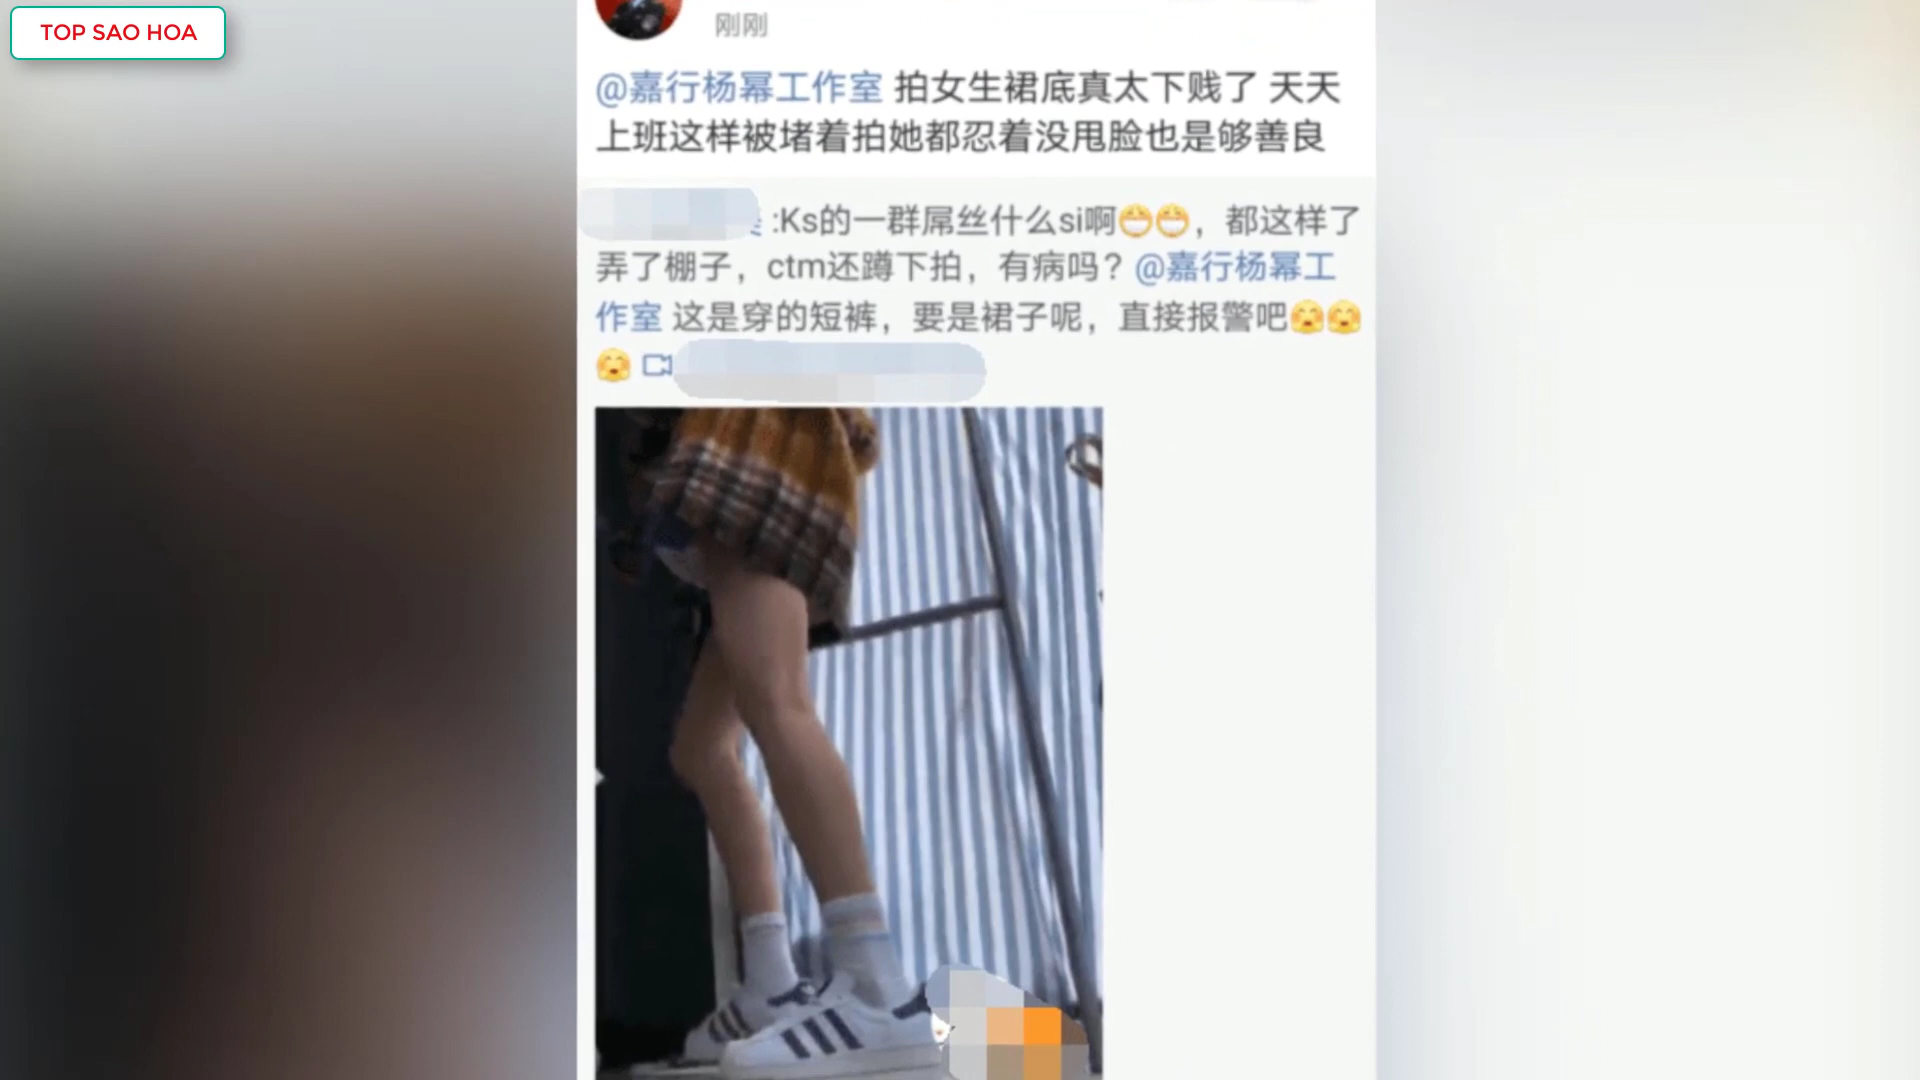 TOP SAO HOA
刚刚
@嘉行杨幂工作室 拍女生裙底真太下贱了 天天
上班这样被堵着拍她都忍着没甩脸也是够善良
:Ks的一群屌丝什么si啊，都这样了
弄了棚子，ctm还蹲下拍，有病吗？@嘉行杨幂工
作室 这是穿的短裤，要是裙子呢，直接报警吧